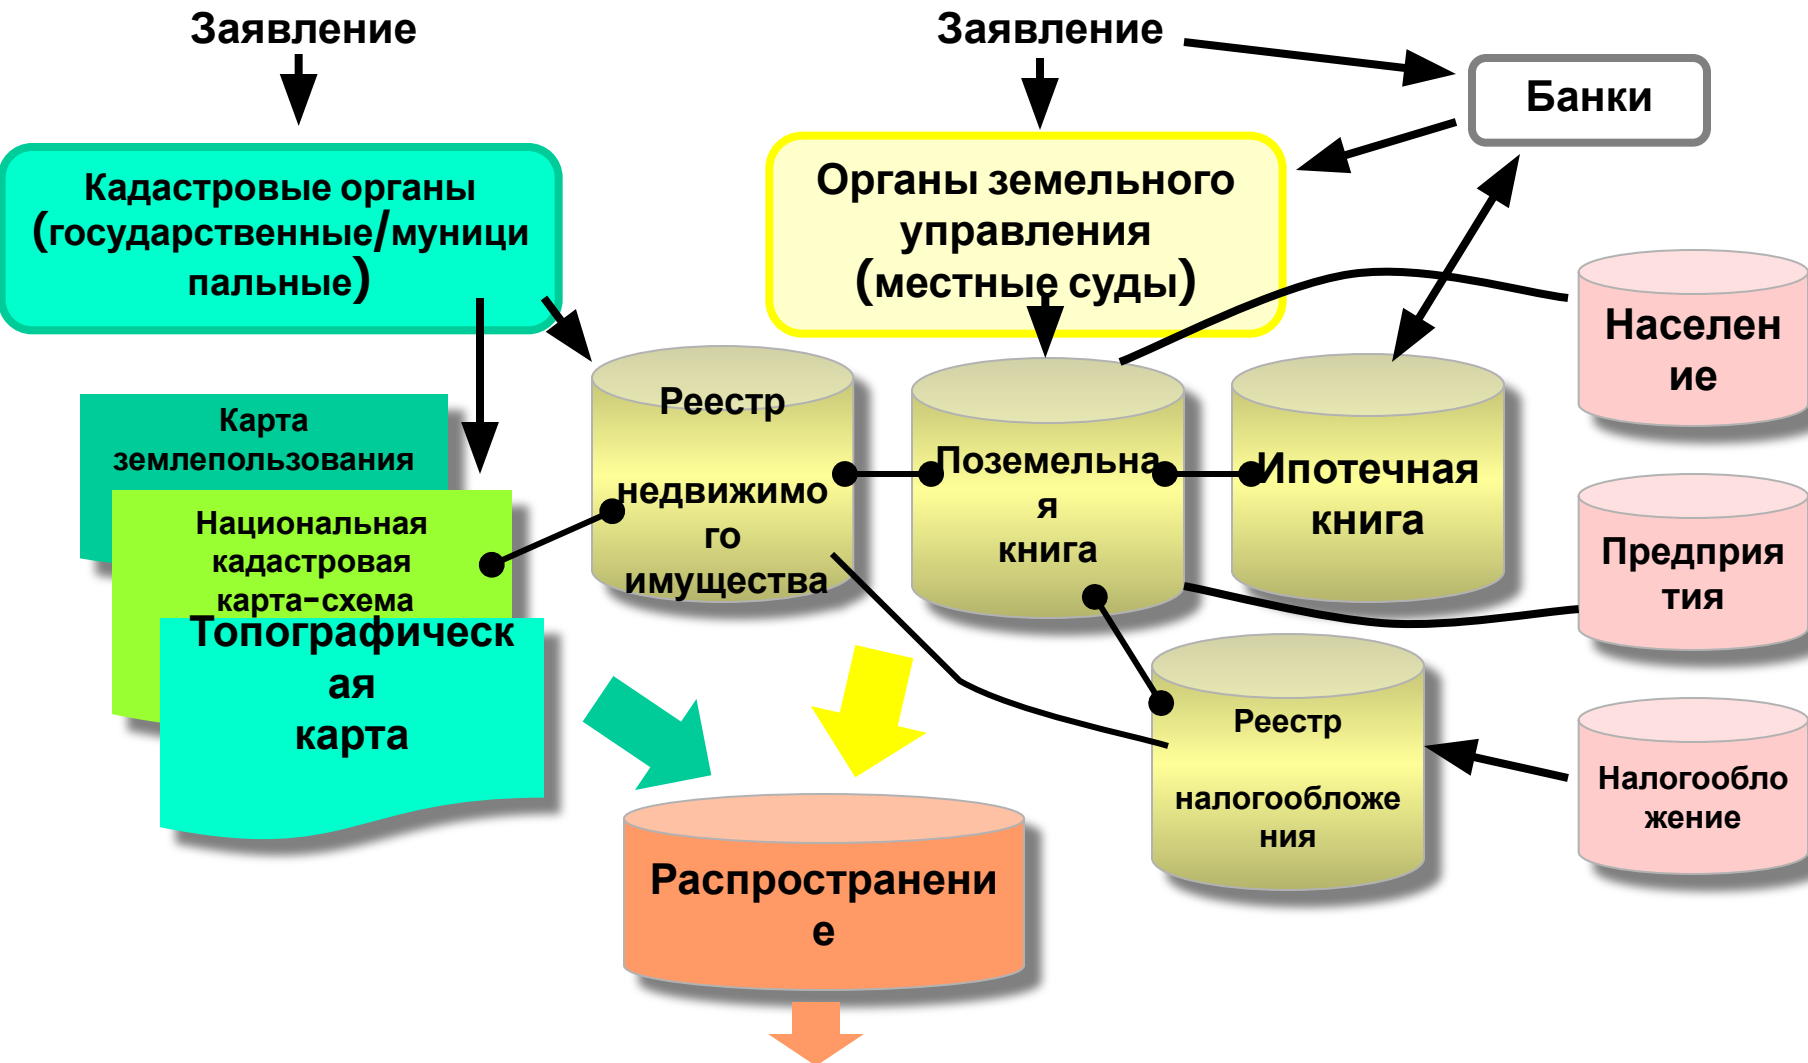 Заявление
Заявление
Банки
Кадастровые органы
(государственные/муници
пальные)
Органы земельного
управления
(местные суды)
Населен
ие
Карта
землепользования
Реестр
недвижимо
го
имущества
Поземельна
я
книга
Ипотечная
книга
Национальная
кадастровая
карта-схема
Предприя
тия
Топографическ
ая
карта
Реестр
налогообложе
ния
Налогообло
жение
Распространени
е